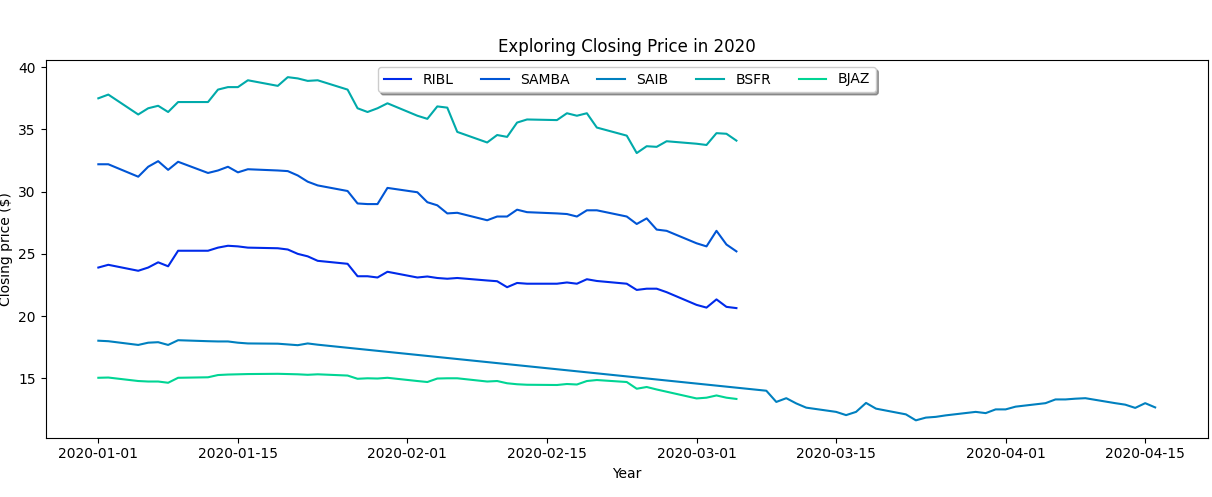 Exploring Closing Price in 2020
RIBL SAMBA SAIB BSFR BJAZ
40
35
30
25
20
15
Closing price ($)
2020-01-01 2020-01-15 2020-02-01 2020-02-15 2020-03-01 2020-03-15 2020-04-01 2020-04-15
Year